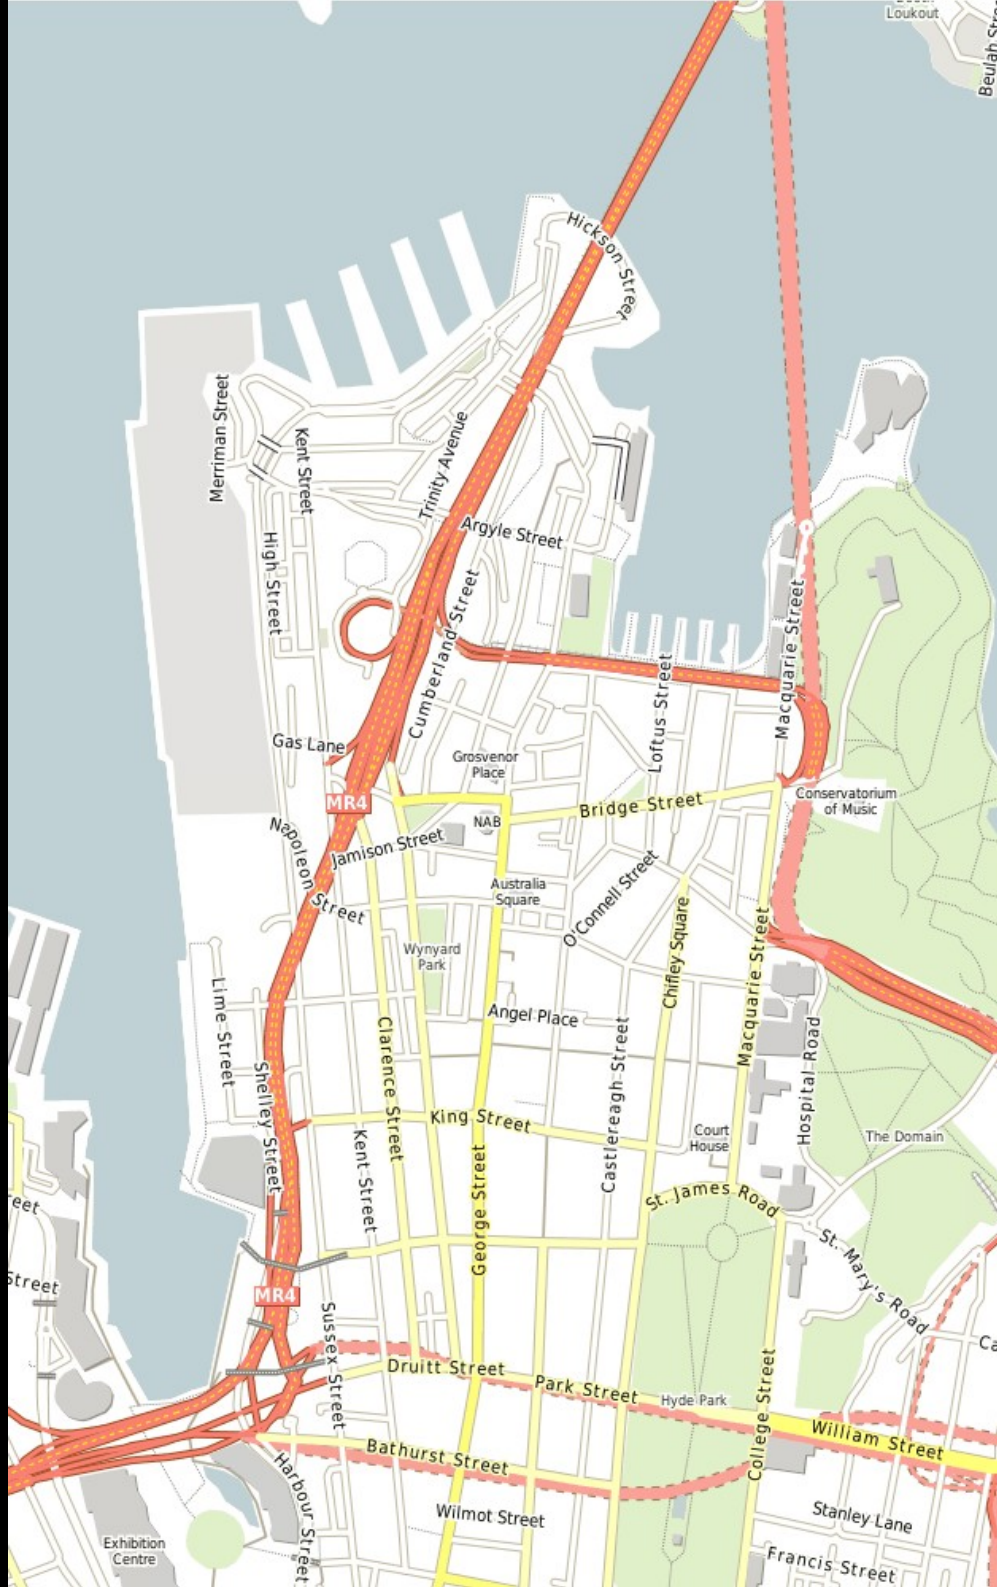 Loukout
Beulah Stre
Hickson Street
Merriman Street
Kent Street
Trinity Avenue
Argyle Street
High Street
Cumberland Street
Macquarie Street
Loftus Street
Gas Lane
Grosvenor
Place
MR4
Bridge Street
Conservatorium
of Music
NAB
Napoleon Street
Jamison Street
Australia
Square
O'Connell Street
Chifley Square
Macquarie Street
Wynyard
Park
Lime Street
Angel Place
Clarence Street
Castlereagh Street
Hospital Road
Shelley Street
King Street
Kent Street
Court
House
The Domain
George Street
St. James Road
eet
St. Mary's Road
Street
MR4
Sussex Street
Ca
Druitt Street
Park Street
Hyde Park
College Street
William Street
Bathurst Street
Harbour Street
Wilmot Street
Stanley Lane
Exhibition
Centre
Francis Street